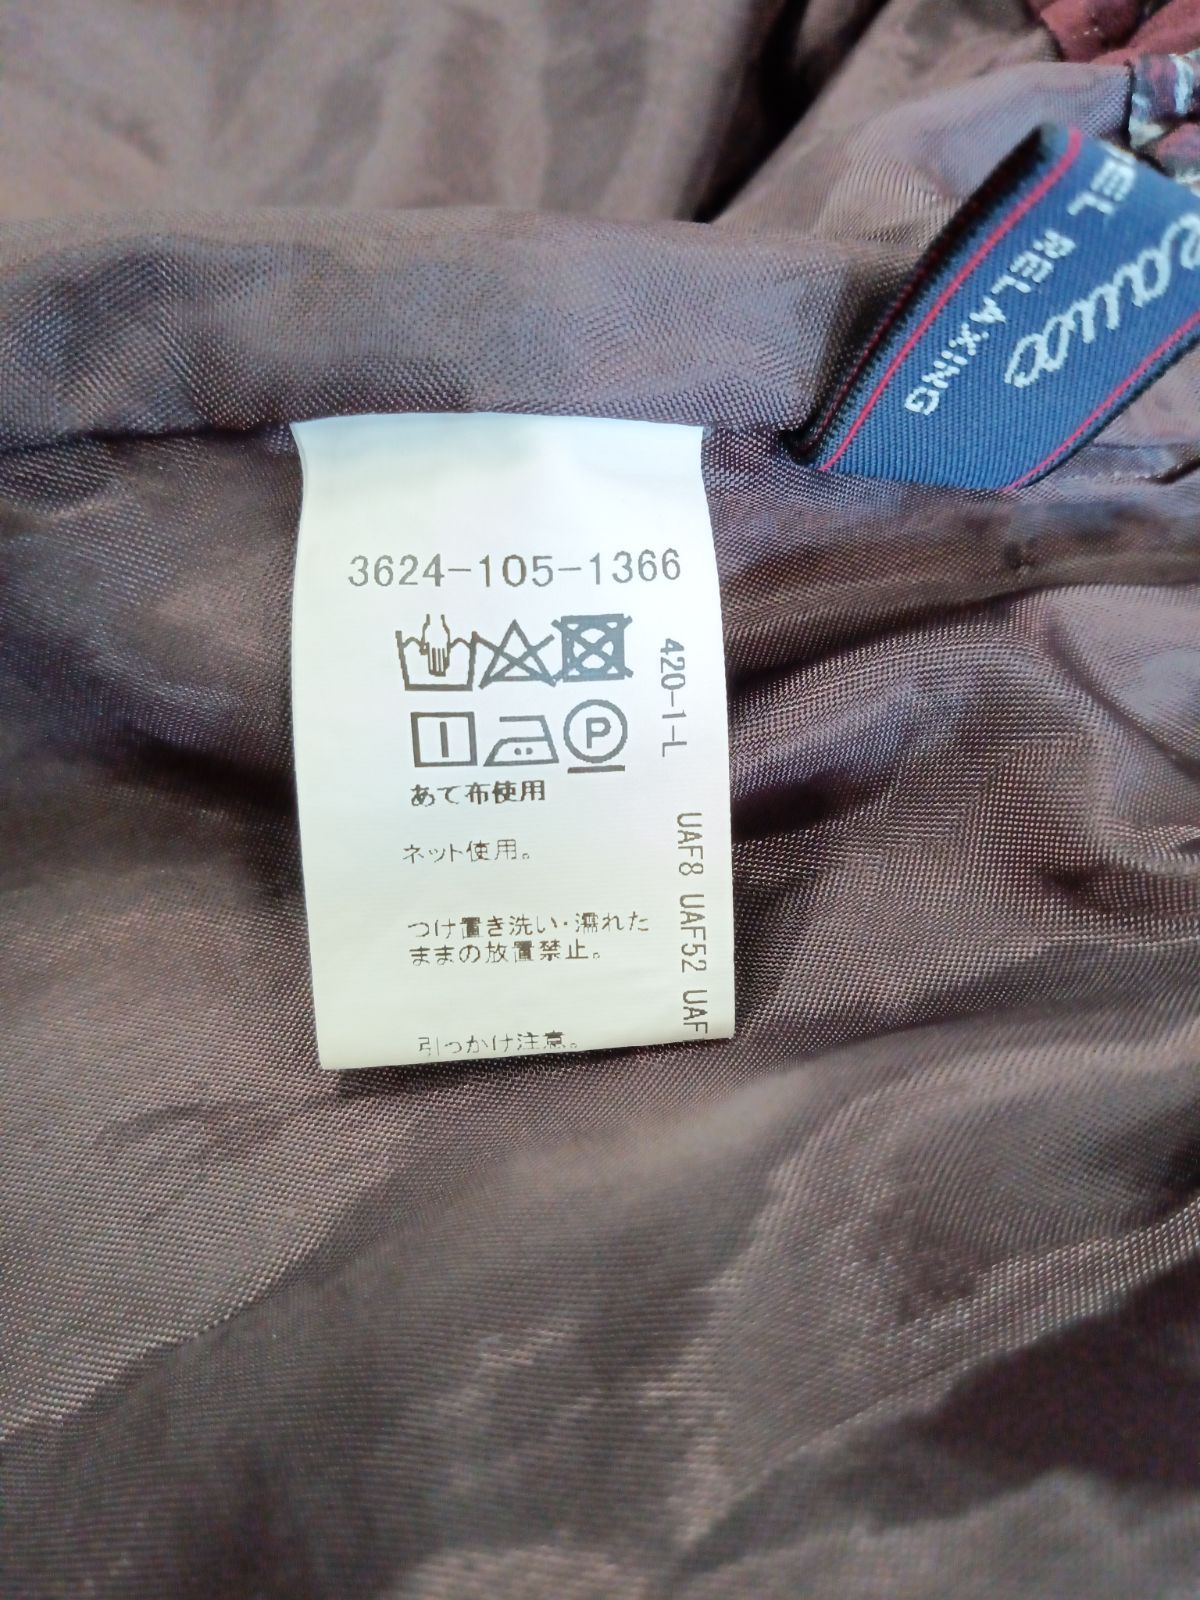 3624-105-1366
P
あて布使用
ネット使用。
つけ置き洗い・濡れた
ままの放置禁止。
引っかけ注意。
420-1-L
UAF8 UAF52 UAF
RELAXING